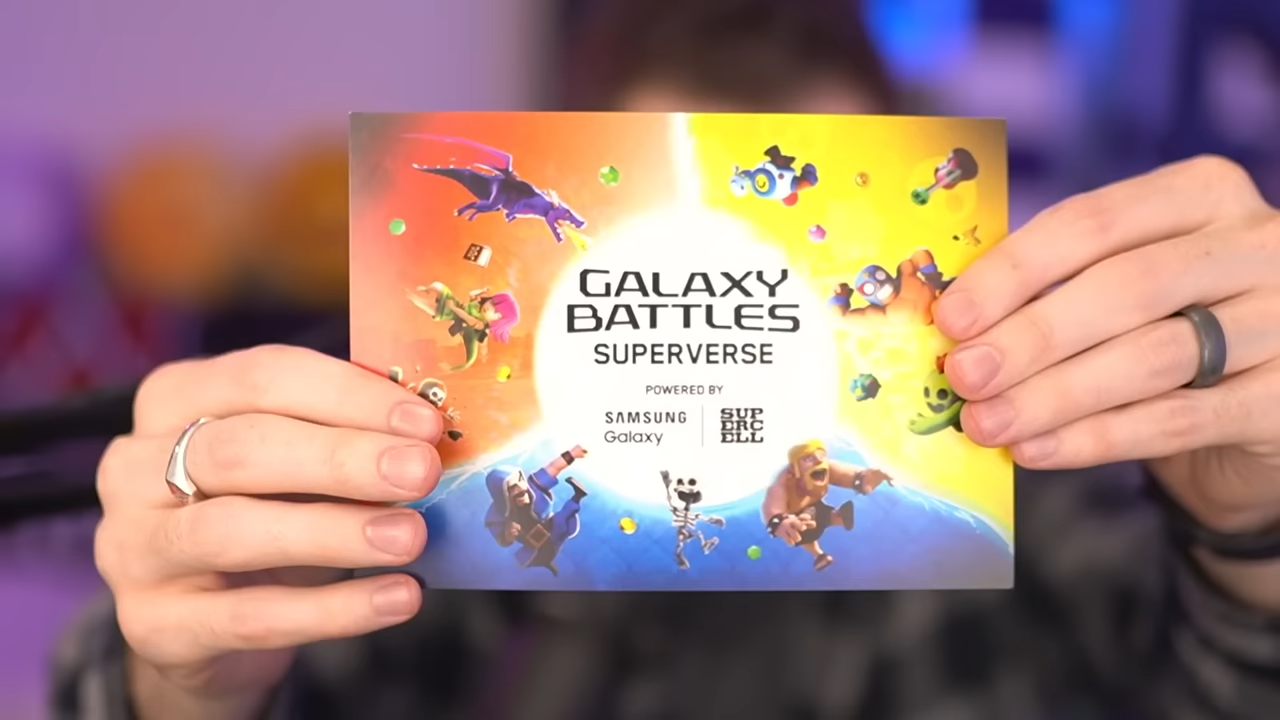 GALAXY
BATTLES
SUPERVERSE
POWERED BY
SAMSUNG
Galaxy
SUP
ERC
ELL